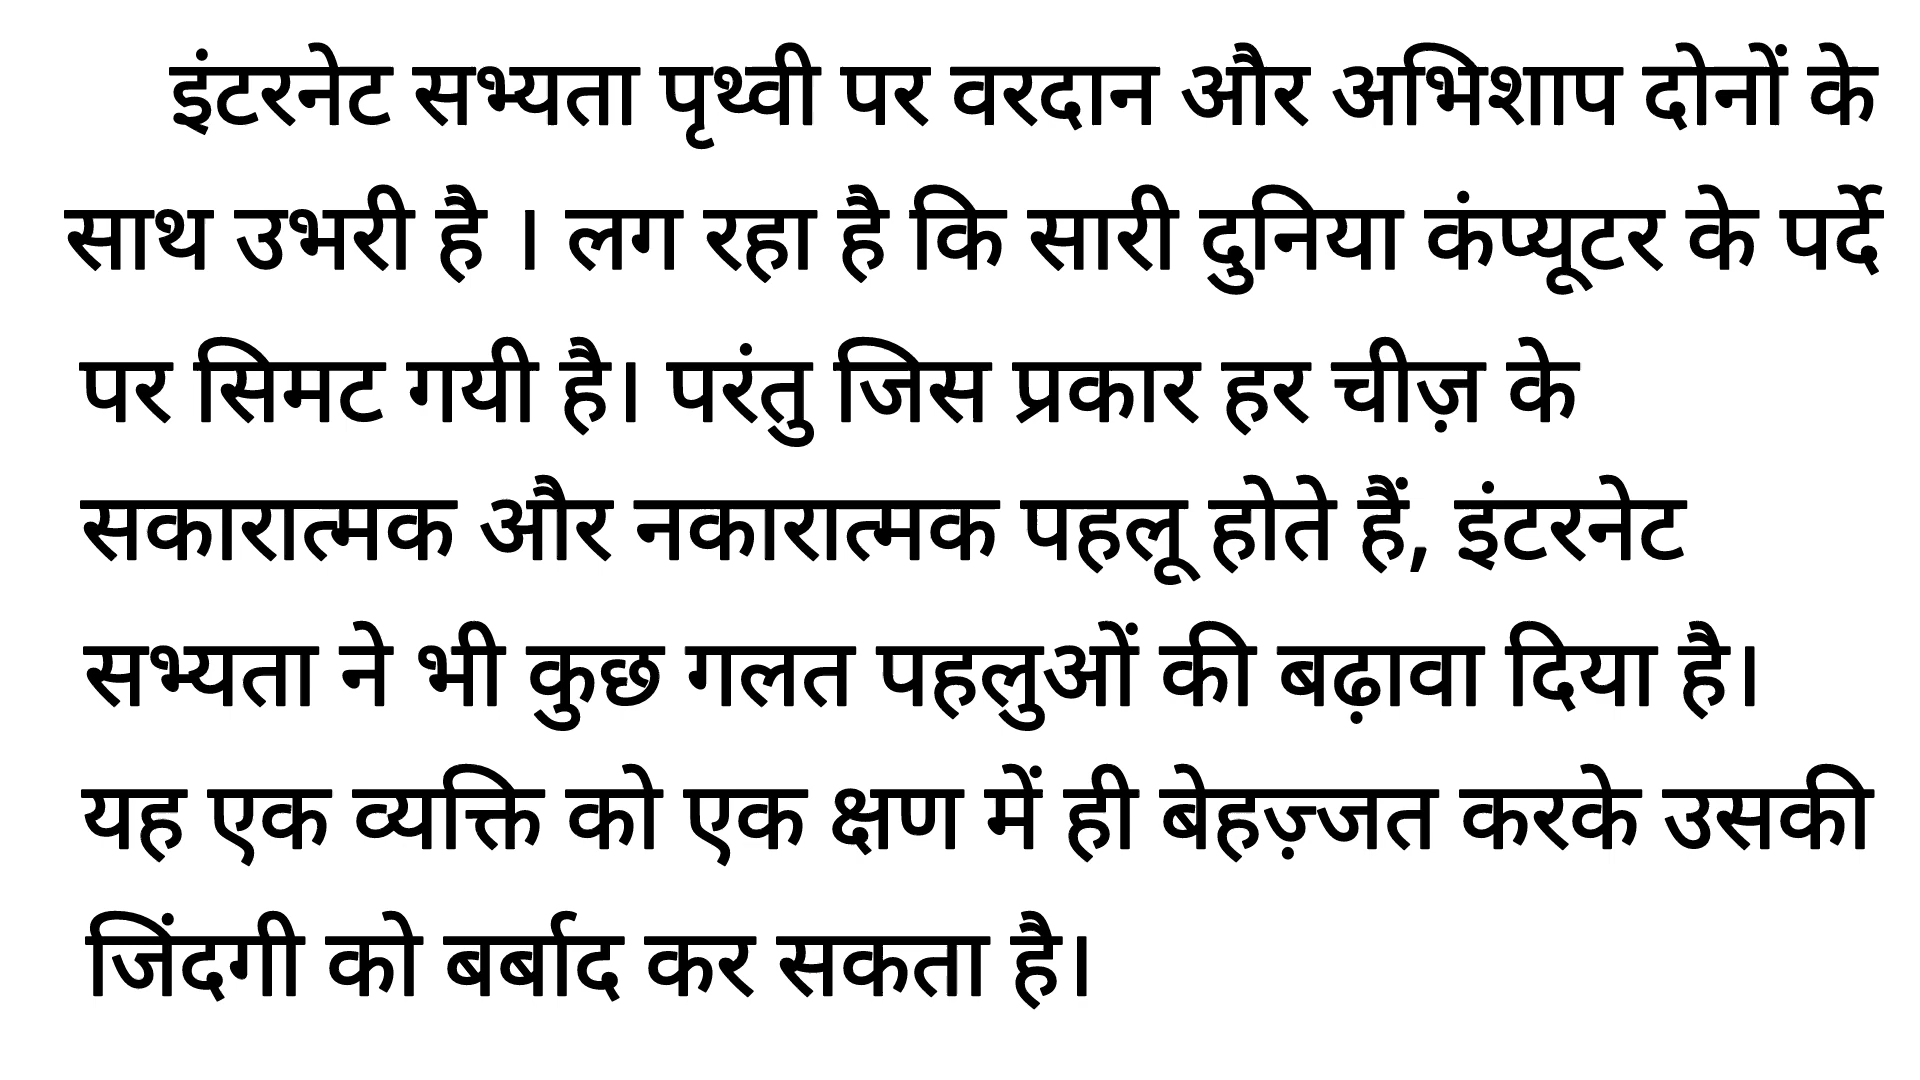 इंटरनेट सभ्यता पृथ्वी पर वरदान और अभिशाप दोनों के
साथ उभरी है । लग रहा है कि सारी दुनिया कंप्यूटर के पर्दे
पर सिमट गयी है। परंतु जिस प्रकार हर चीज़ के
सकारात्मक और नकारात्मक पहलू होते हैं, इंटरनेट
सभ्यता ने भी कुछ गलत पहलुओं की बढ़ावा दिया है।
यह एक व्यक्ति को एक क्षण में ही बेहज़्जत करके उसकी
जिंदगी को बर्बाद कर सकता है।